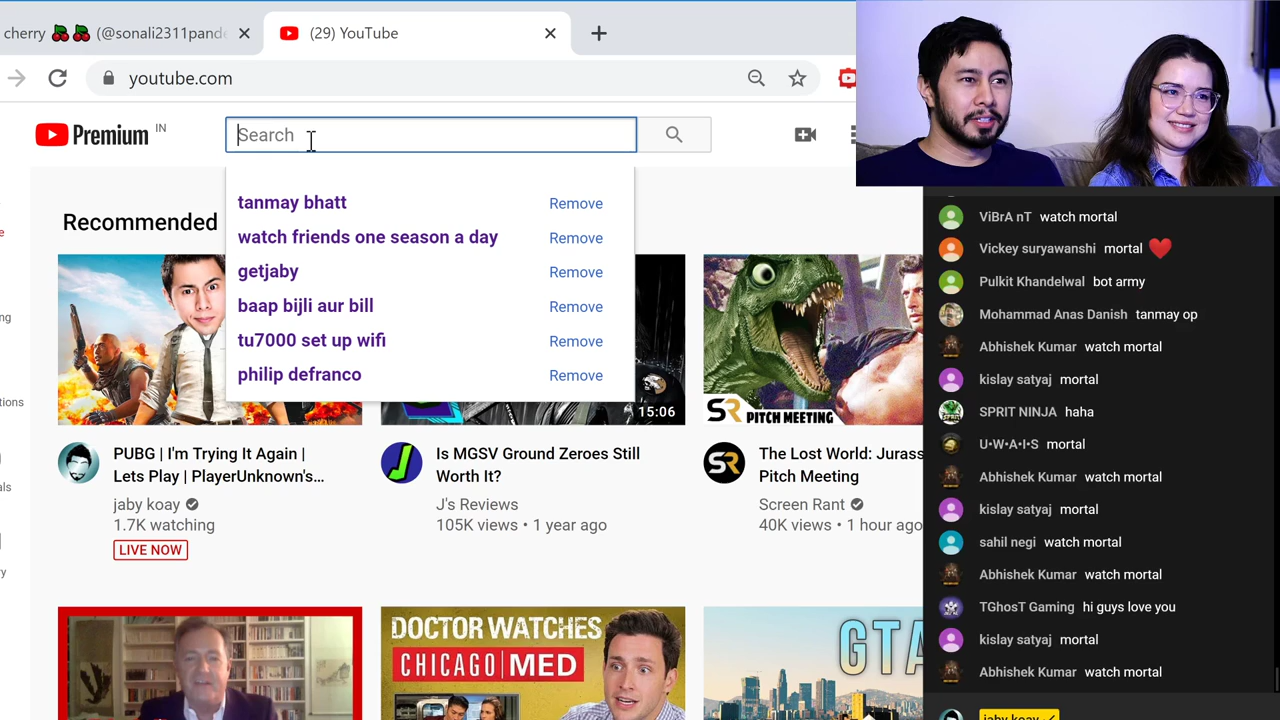 cherry 🍒🍒 (@sonali2311pande
(29) YouTube
youtube.com
Premium IN
Search
tanmay bhatt Remove
watch friends one season a day Remove
getjaby Remove
baap bijli aur bill Remove
tu7000 set up wifi Remove
philip defranco Remove
Recommended
15:06
SR PITCH MEETING
PUBG | I'm Trying It Again |
Lets Play | PlayerUnknown's...
jaby koay
1.7K watching
LIVE NOW
Is MGSV Ground Zeroes Still
Worth It?
J's Reviews
105K views • 1 year ago
The Lost World: Jurass
Pitch Meeting
Screen Rant
40K views • 1 hour ago
DOCTOR WATCHES
CHICAGO MED
GTA
ViBrA nT watch mortal
Vickey suryawanshi mortal ❤️
Pulkit Khandelwal bot army
Mohammad Anas Danish tanmay op
Abhishek Kumar watch mortal
kislay satyaj mortal
SPRIT NINJA haha
U•W•A•I•S mortal
Abhishek Kumar watch mortal
kislay satyaj mortal
sahil negi watch mortal
Abhishek Kumar watch mortal
TGhosT Gaming hi guys love you
kislay satyaj mortal
Abhishek Kumar watch mortal
jaby koay